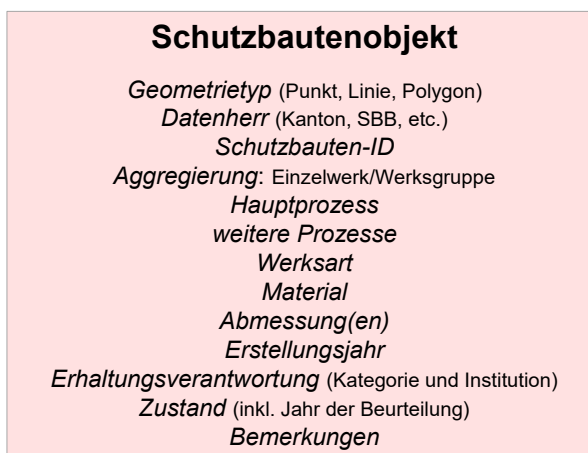 Schutzbautenobjekt
Geometrietyp (Punkt, Linie, Polygon)
Datenherr (Kanton, SBB, etc.)
Schutzbauten-ID
Aggregierung: Einzelwerk/Werksgruppe
Hauptprozess
weitere Prozesse
Werksart
Material
Abmessung(en)
Erstellungsjahr
Erhaltungsverantwortung (Kategorie und Institution)
Zustand (inkl. Jahr der Beurteilung)
Bemerkungen